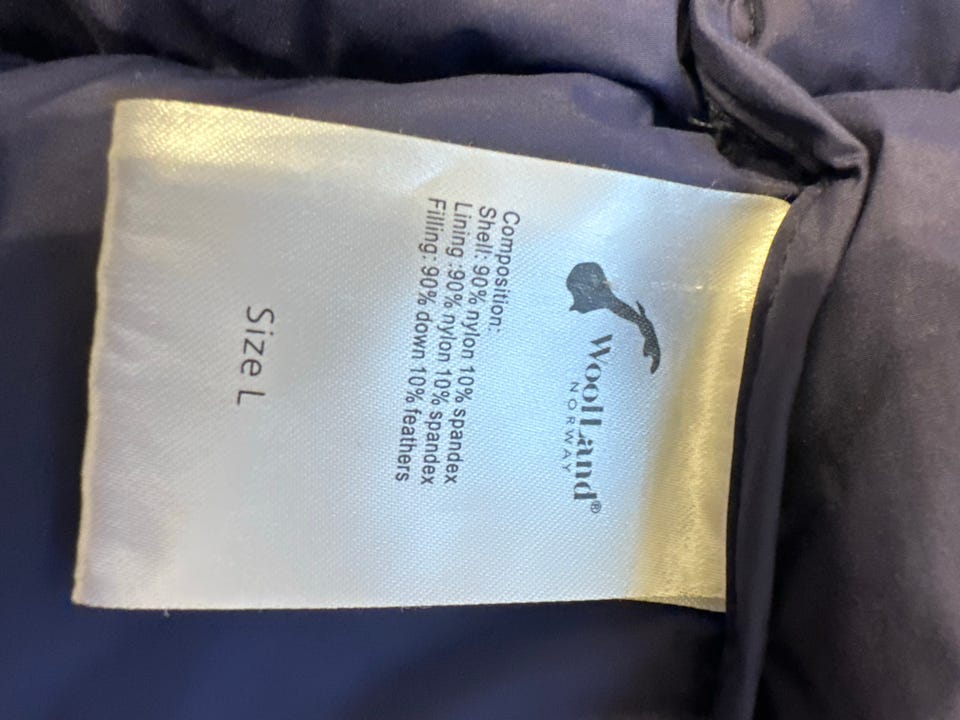 WoolLand®
NORWAY
Composition:
Shell: 90% nylon 10% spandex
Lining :90% nylon 10% spandex
Filling: 90% down 10% feathers
Size L